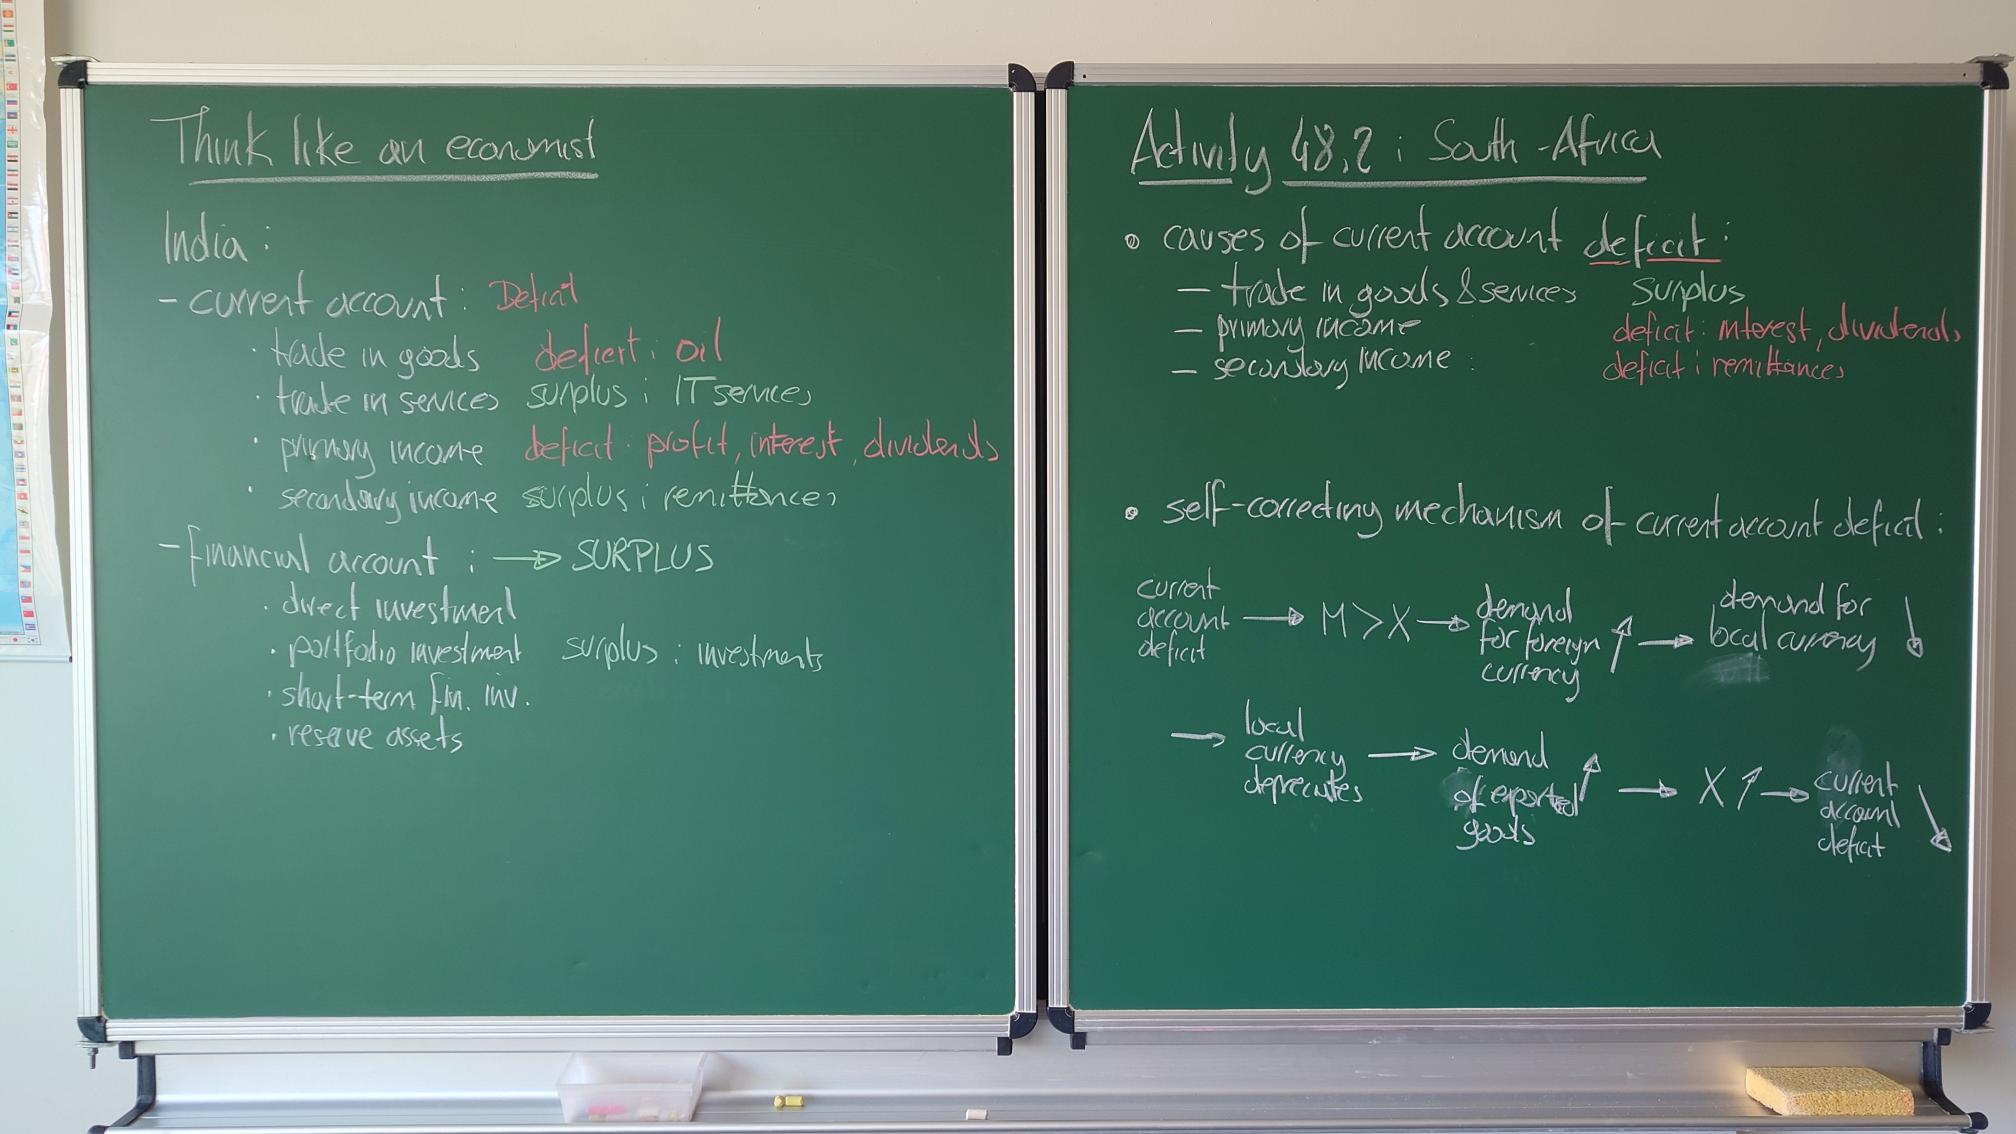 Think like an economist
India :
- current account : Deficit
· trade in goods deficit : oil
· trade in services surplus : IT services
· primary income deficit : profit, interest, dividends
· secondary income surplus : remittances
- financial account : → SURPLUS
· direct investment
· portfolio investment surplus : investments
· short-term fin. inv.
· reserve assets
Activity 48.2 : South-Africa
• causes of current account deficit :
- trade in goods & services surplus
- primary income deficit : interest, dividends
- secondary income : deficit : remittances
• self-correcting mechanism of current account deficit :
current account deficit → M > X → demand for foreign currency ↑ → demand for local currency ↓
→ local currency depreciates → demand of exported goods ↑ → X ↑ → current account deficit ↓